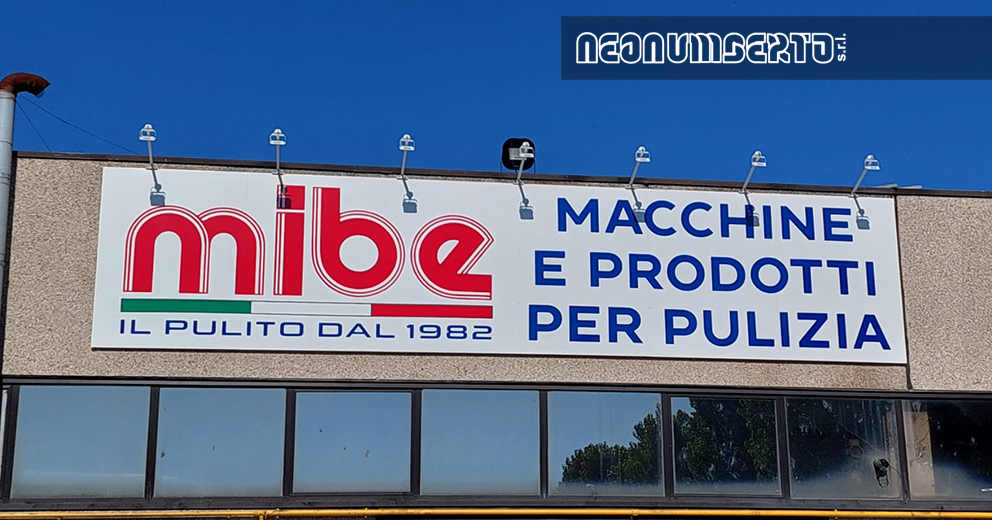 NEONUMBERTO s.r.l.
mibe
IL PULITO DAL 1982
MACCHINE
E PRODOTTI
PER PULIZIA